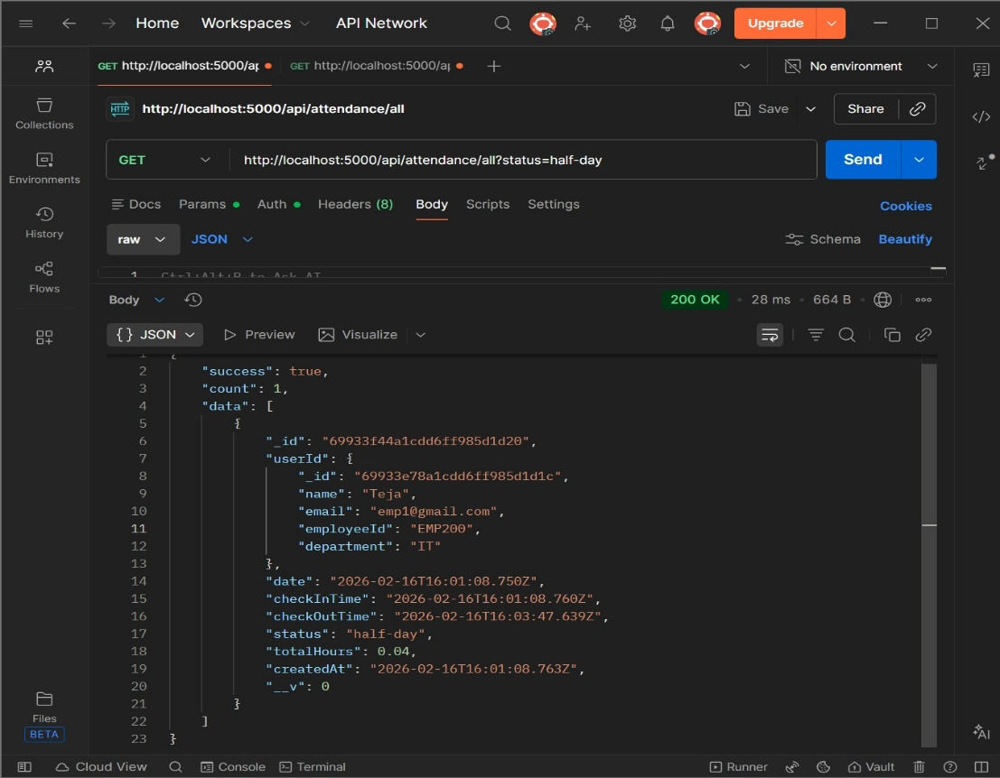 Home Workspaces API Network Upgrade
GET http://localhost:5000/ap GET http://localhost:5000/ap No environment
HTTP http://localhost:5000/api/attendance/all Save Share
GET http://localhost:5000/api/attendance/all?status=half-day Send
Docs Params Auth Headers (8) Body Scripts Settings Cookies
raw JSON Schema Beautify
1 Ctrl+Alt+P to Ask AI
Collections
Environments
History
Flows
Files
BETA
Body 200 OK • 28 ms • 664 B
{} JSON Preview Visualize
1 {
2 "success": true,
3 "count": 1,
4 "data": [
5 {
6 "_id": "69933f44a1cdd6ff985d1d20",
7 "userId": {
8 "_id": "69933e78a1cdd6ff985d1d1c",
9 "name": "Teja",
10 "email": "emp1@gmail.com",
11 "employeeId": "EMP200",
12 "department": "IT"
13 },
14 "date": "2026-02-16T16:01:08.750Z",
15 "checkInTime": "2026-02-16T16:01:08.760Z",
16 "checkOutTime": "2026-02-16T16:03:47.639Z",
17 "status": "half-day",
18 "totalHours": 0.04,
19 "createdAt": "2026-02-16T16:01:08.763Z",
20 "__v": 0
21 }
22 ]
23 }
AI
Cloud View Console Terminal Runner Vault